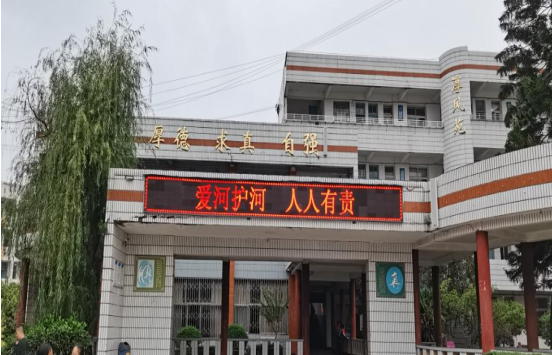 厚德 求真 自强
爱河护河 人人有责